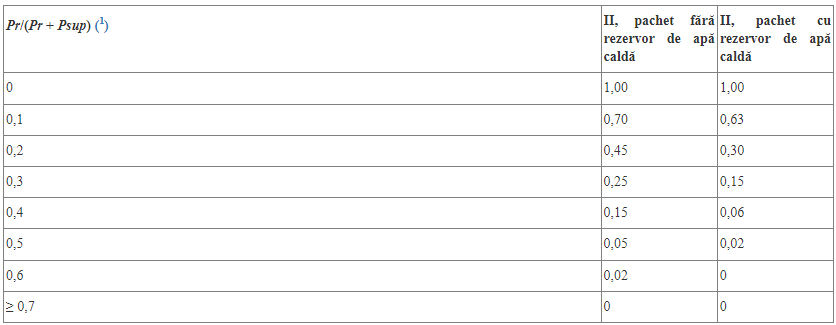 Pr/(Pr + Psup) (1)
II, pachet fără rezervor de apă caldă
II, pachet cu rezervor de apă caldă
0 1,00 1,00
0,1 0,70 0,63
0,2 0,45 0,30
0,3 0,25 0,15
0,4 0,15 0,06
0,5 0,05 0,02
0,6 0,02 0
≥ 0,7 0 0